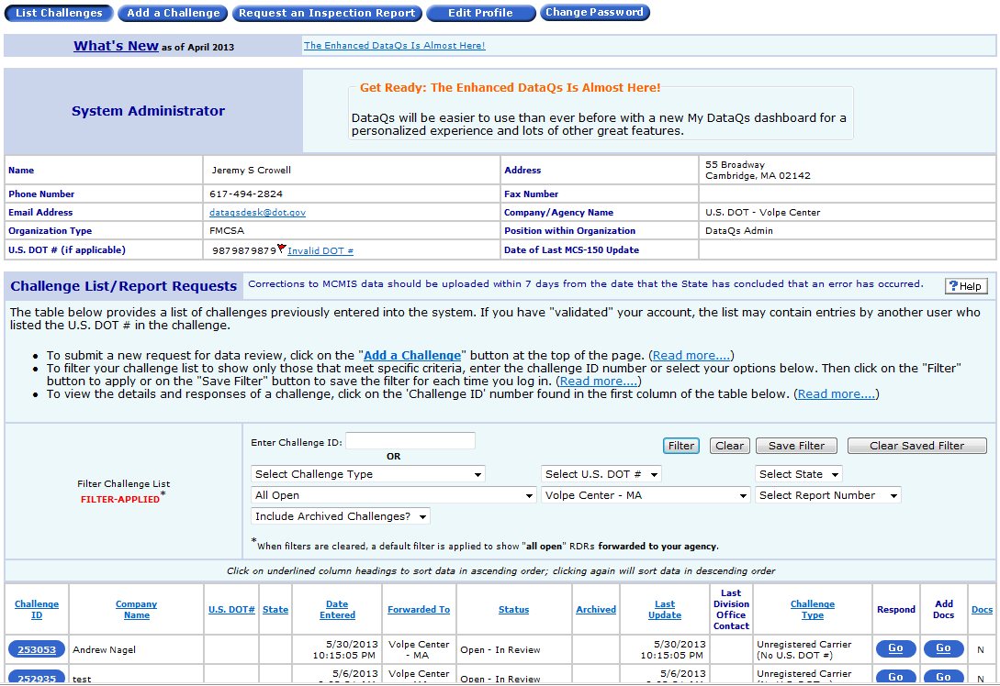 List Challenges Add a Challenge Request an Inspection Report Edit Profile Change Password
What's New as of April 2013 The Enhanced DataQs Is Almost Here!
Get Ready: The Enhanced DataQs Is Almost Here!
System Administrator
DataQs will be easier to use than ever before with a new My DataQs dashboard for a
personalized experience and lots of other great features.
Name Jeremy S Crowell Address 55 Broadway
Cambridge, MA 02142
Phone Number 617-494-2824 Fax Number
Email Address dataqsdesk@dot.gov Company/Agency Name U.S. DOT - Volpe Center
Organization Type FMCSA Position within Organization DataQs Admin
U.S. DOT # (if applicable) 9879879879 Invalid DOT # Date of Last MCS-150 Update
Challenge List/Report Requests Corrections to MCMIS data should be uploaded within 7 days from the date that the State has concluded that an error has occurred. ?Help
The table below provides a list of challenges previously entered into the system. If you have "validated" your account, the list may contain entries by another user who
listed the U.S. DOT # in the challenge.
• To submit a new request for data review, click on the "Add a Challenge" button at the top of the page. (Read more....)
• To filter your challenge list to show only those that meet specific criteria, enter the challenge ID number or select your options below. Then click on the "Filter"
button to apply or on the "Save Filter" button to save the filter for each time you log in. (Read more....)
• To view the details and responses of a challenge, click on the 'Challenge ID' number found in the first column of the table below. (Read more....)
Enter Challenge ID: Filter Clear Save Filter Clear Saved Filter
OR
Select Challenge Type Select U.S. DOT # Select State
Filter Challenge List
FILTER-APPLIED*
All Open Volpe Center - MA Select Report Number
Include Archived Challenges?
*When filters are cleared, a default filter is applied to show "all open" RDRs forwarded to your agency.
Click on underlined column headings to sort data in ascending order; clicking again will sort data in descending order
Challenge ID Company Name U.S. DOT# State Date Entered Forwarded To Status Archived Last Update Last Division Office Contact Challenge Type Respond Add Docs Docs
253053 Andrew Nagel 5/30/2013 10:15:05 PM Volpe Center - MA Open - In Review 5/30/2013 10:15:05 PM Unregistered Carrier (No U.S. DOT #) Go Go N
252935 test 5/6/2013 Volpe Center Open - In Review 5/6/2013 Unregistered Carrier Go Go N